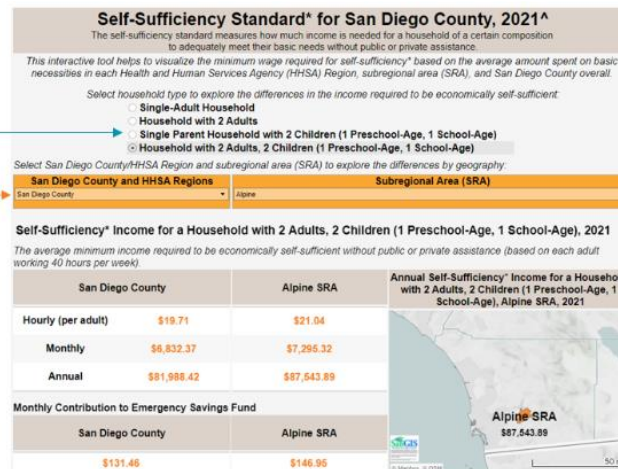 Self-Sufficiency Standard* for San Diego County, 2021^
The self-sufficiency standard measures how much income is needed for a household of a certain composition
to adequately meet their basic needs without public or private assistance.
This interactive tool helps to visualize the minimum wage required for self-sufficiency* based on the average amount spent on basic
necessities in each Health and Human Services Agency (HHSA) Region, subregional area (SRA), and San Diego County overall.
Select household type to explore the differences in the income required to be economically self-sufficient:
Single-Adult Household
Household with 2 Adults
Single Parent Household with 2 Children (1 Preschool-Age, 1 School-Age)
Household with 2 Adults, 2 Children (1 Preschool-Age, 1 School-Age)
Select San Diego County/HHSA Region and subregional area (SRA) to explore the differences by geography:
San Diego County and HHSA Regions Subregional Area (SRA)
San Diego County Alpine
Self-Sufficiency* Income for a Household with 2 Adults, 2 Children (1 Preschool-Age, 1 School-Age), 2021
The average minimum income required to be economically self-sufficient without public or private assistance (based on each adult
working 40 hours per week).
San Diego County Alpine SRA
Hourly (per adult) $19.71 $21.04
Monthly $6,832.37 $7,295.32
Annual $81,988.42 $87,543.89
Monthly Contribution to Emergency Savings Fund
San Diego County Alpine SRA
$131.46 $146.95
Annual Self-Sufficiency* Income for a Househo
with 2 Adults, 2 Children (1 Preschool-Age, 1
School-Age), Alpine SRA, 2021
Alpine SRA
$87,543.89
SanGIS